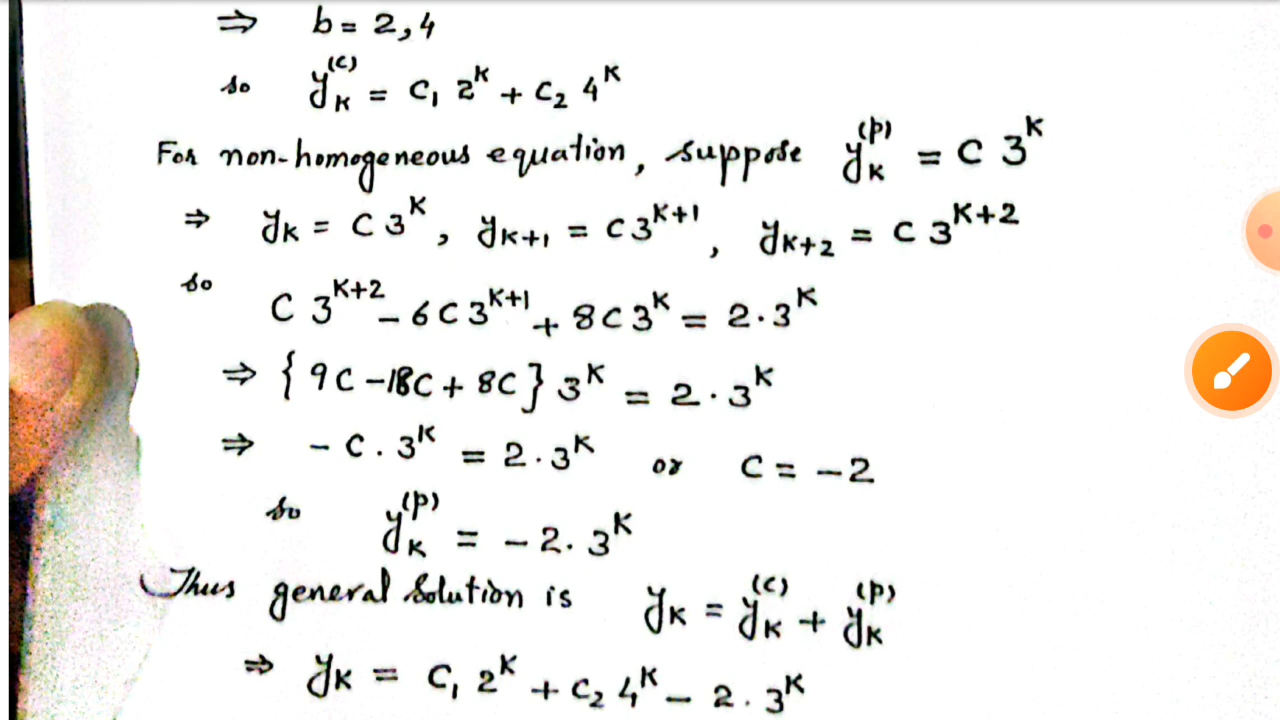 ⇒ b = 2, 4
so y_K^(c) = C₁ 2^K + C₂ 4^K
For non-homogeneous equation, suppose y_K^(p) = C 3^K
⇒ y_K = C 3^K, y_K+1 = C 3^K+1, y_K+2 = C 3^K+2
so
C 3^K+2 - 6C 3^K+1 + 8C 3^K = 2·3^K
⇒ {9C - 18C + 8C} 3^K = 2·3^K
⇒ - C·3^K = 2·3^K or C = -2
so y_K^(p) = -2·3^K
Thus general solution is y_K = y_K^(c) + y_K^(p)
⇒ y_K = C₁ 2^K + C₂ 4^K - 2·3^K